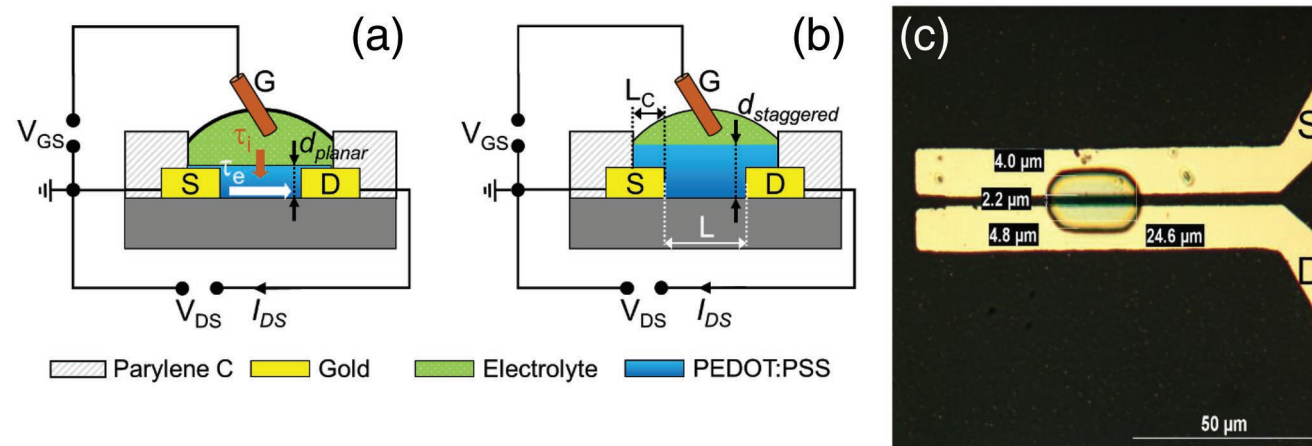 (a)
G
V_GS
τ_i
d_planar
τ_e
S
D
V_DS
I_DS
(b)
G
L_C
d_staggered
V_GS
S
D
L
V_DS
I_DS
(c)
S
4.0 μm
2.2 μm
4.8 μm
24.6 μm
D
50 μm
Parylene C
Gold
Electrolyte
PEDOT:PSS